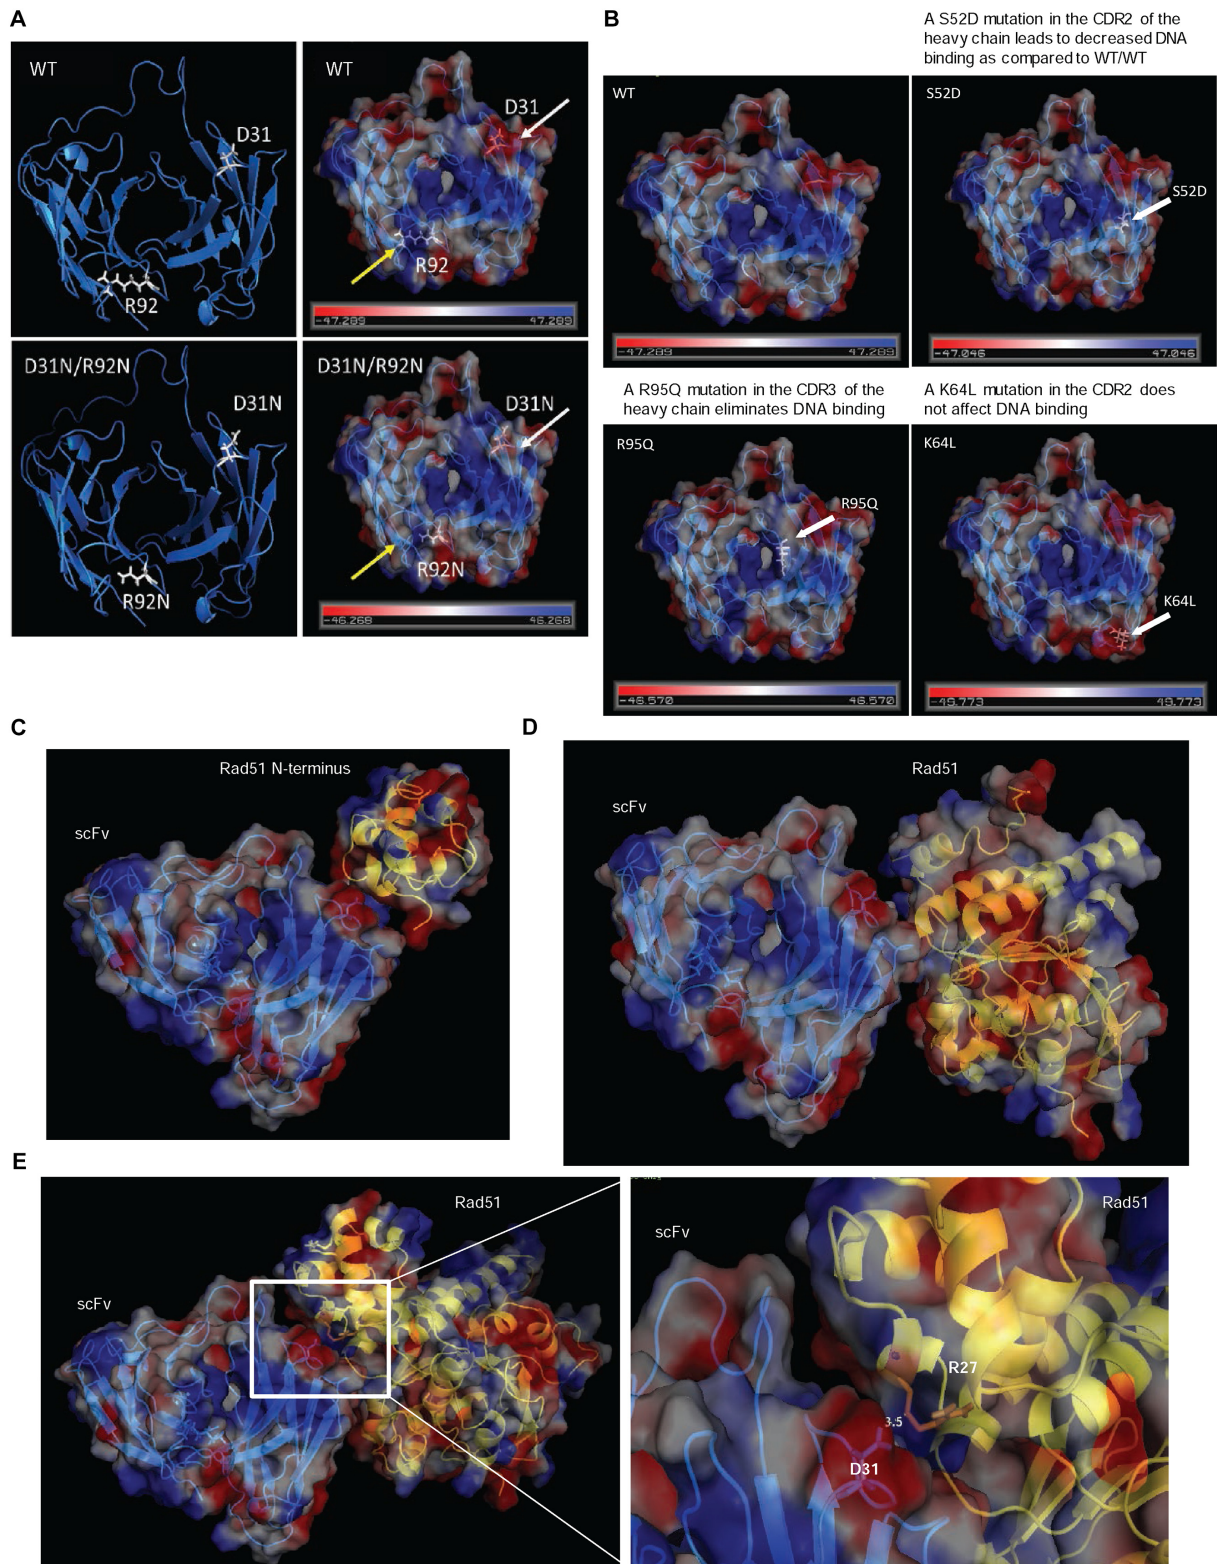 A
WT
D31
R92
WT
D31
R92
-47.289 47.289
D31N/R92N
D31N
R92N
D31N/R92N
D31N
R92N
-46.268 46.268
B
A S52D mutation in the CDR2 of the
heavy chain leads to decreased DNA
binding as compared to WT/WT
WT
-47.289 47.289
S52D
S52D
-47.046 47.046
A R95Q mutation in the CDR3 of the
heavy chain eliminates DNA binding
R95Q
R95Q
-46.570 46.570
A K64L mutation in the CDR2 does
not affect DNA binding
K64L
K64L
-49.773 49.773
C
Rad51 N-terminus
scFv
D
Rad51
scFv
E
Rad51
scFv
Rad51
scFv
R27
3.5
D31